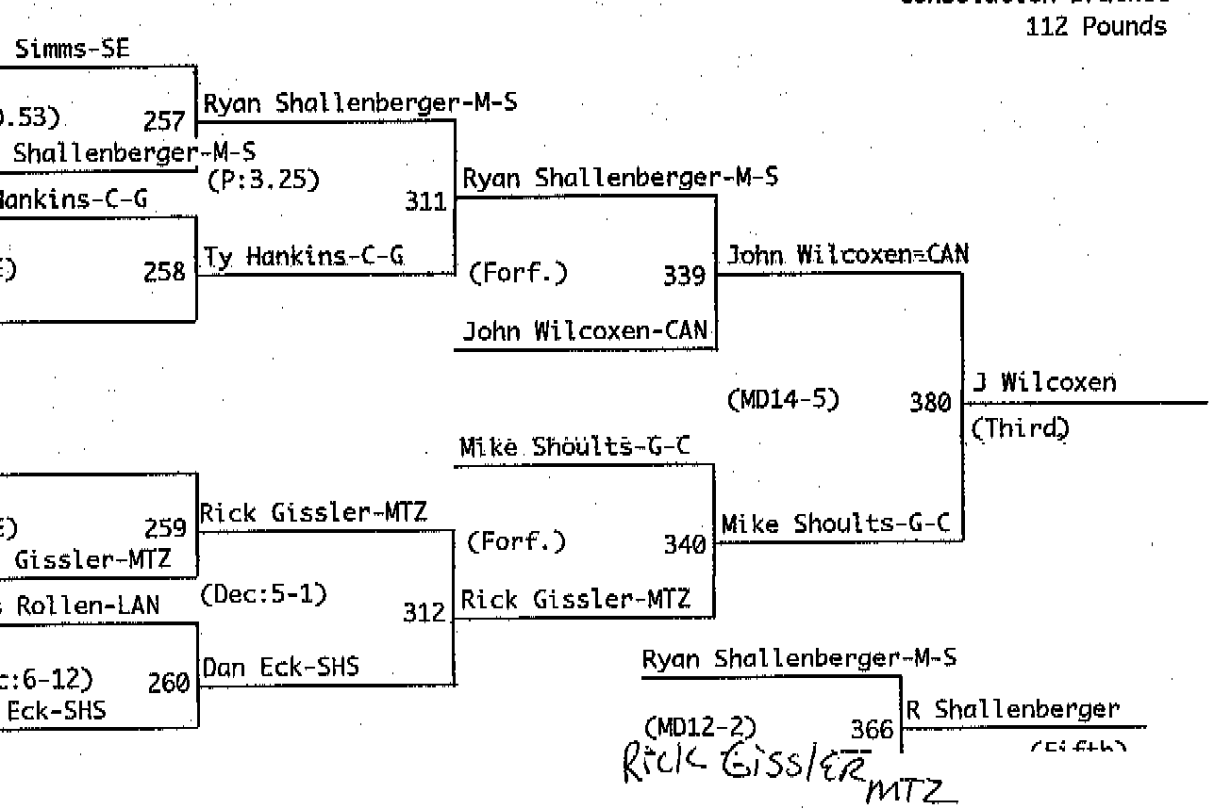 112 Pounds
Simms-SE
257
Ryan Shallenberger-M-S
Shallenberger-M-S
(P:3.25)
Ryan Shallenberger-M-S
311
Hankins-C-G
258
Ty Hankins-C-G
(Forf.)
339
John Wilcoxen=CAN
John Wilcoxen-CAN
(MD14-5)
380
J Wilcoxen
(Third)
Mike Shoults-G-C
259
Rick Gissler-MTZ
(Forf.)
340
Mike Shoults-G-C
Gissler-MTZ
Rollen-LAN
(Dec:5-1)
312
Rick Gissler-MTZ
:6-12)
260
Dan Eck-SHS
Eck-SHS
Ryan Shallenberger-M-S
(MD12-2)
366
R Shallenberger
Rick GisslER
MTZ